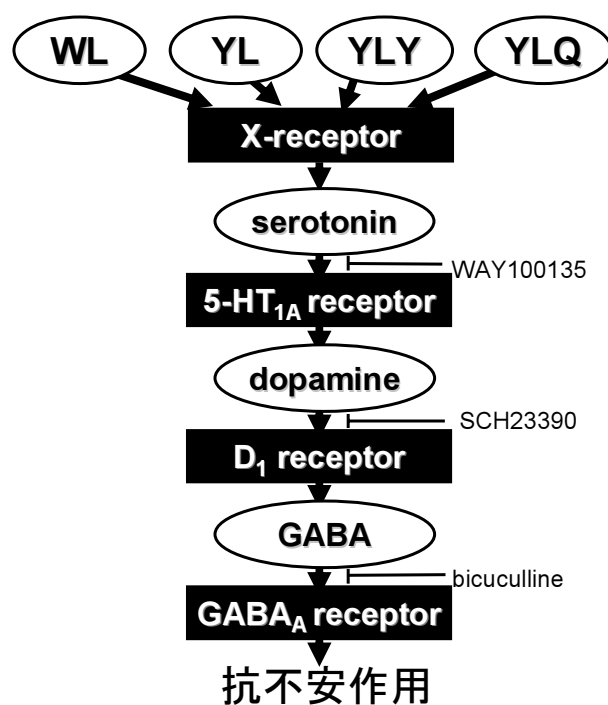 WL YL YLY YLQ
X-receptor
serotonin
WAY100135
5-HT1A receptor
dopamine
SCH23390
D1 receptor
GABA
bicuculline
GABAA receptor
抗不安作用